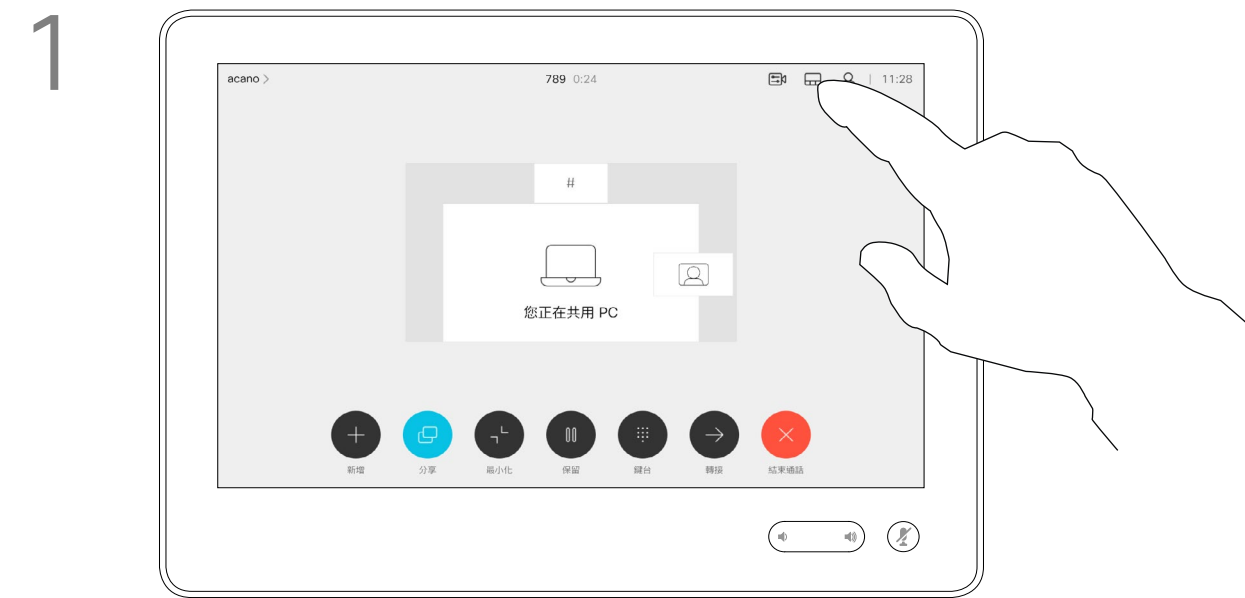 1
acano >
789 0:24
11:28
#
您正在共用 PC
新增
分享
最小化
保留
鍵台
轉接
結束通話